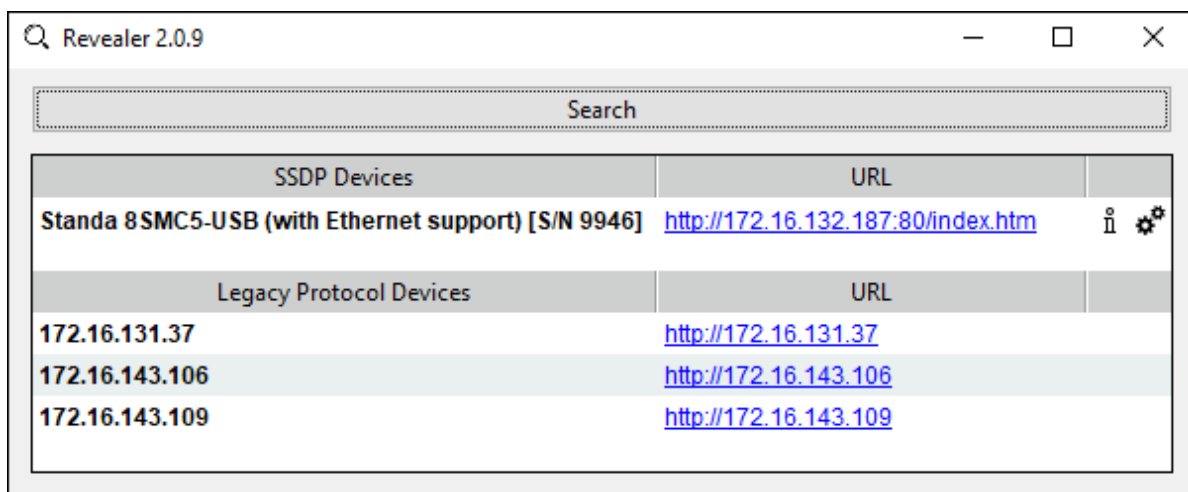 Revealer 2.0.9
Search
SSDP Devices URL
Standa 8SMC5-USB (with Ethernet support) [S/N 9946] http://172.16.132.187:80/index.htm
Legacy Protocol Devices URL
172.16.131.37 http://172.16.131.37
172.16.143.106 http://172.16.143.106
172.16.143.109 http://172.16.143.109